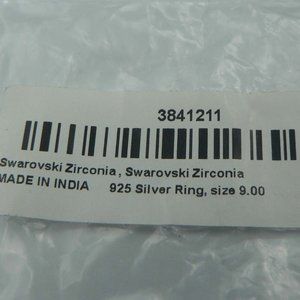 3841211
Swarovski Zirconia , Swarovski Zirconia
MADE IN INDIA 925 Silver Ring, size 9.00